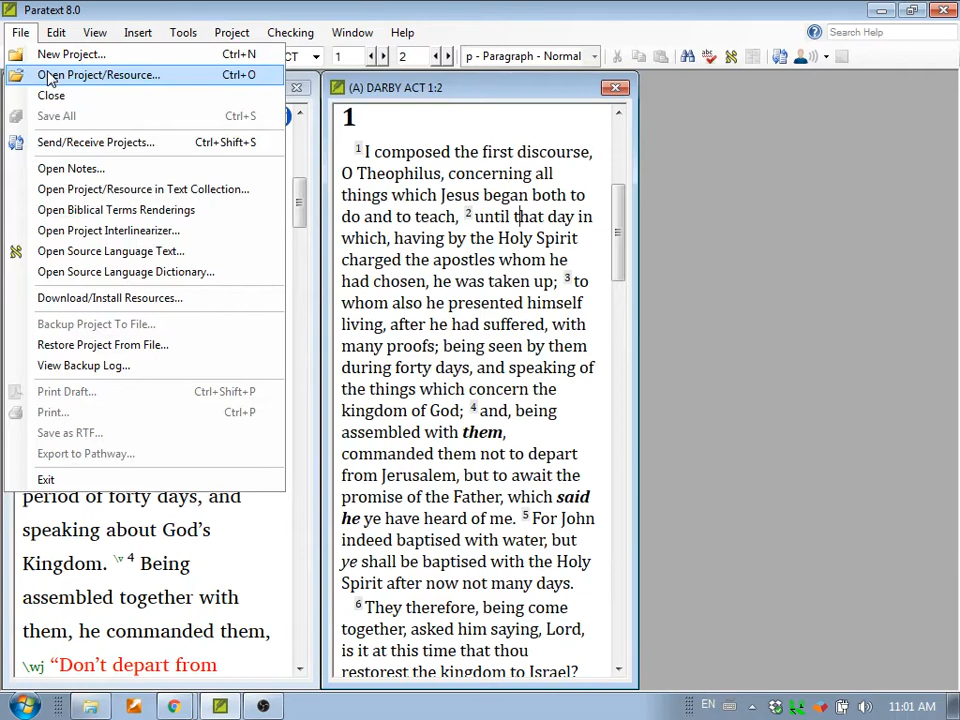 Paratext 8.0
File Edit View Insert Tools Project Checking Window Help
Search Help
CT 1 2 p - Paragraph - Paragraph
New Project... Ctrl+N
Open Project/Resource... Ctrl+O
Close
Save All Ctrl+S
Send/Receive Projects... Ctrl+Shift+S
Open Notes...
Open Project/Resource in Text Collection...
Open Biblical Terms Renderings
Open Project Interlinearizer...
Open Source Language Text...
Open Source Language Dictionary...
Download/Install Resources...
Backup Project To File...
Restore Project From File...
View Backup Log...
Print Draft... Ctrl+Shift+P
Print... Ctrl+P
Save as RTF...
Export to Pathway...
Exit
period of forty days, and
speaking about God's
Kingdom. \v 4 Being
assembled together with
them, he commanded them,
\wj "Don't depart from
(A) DARBY ACT 1:2
1
1 I composed the first discourse,
O Theophilus, concerning all
things which Jesus began both to
do and to teach, 2 until that day in
which, having by the Holy Spirit
charged the apostles whom he
had chosen, he was taken up; 3 to
whom also he presented himself
living, after he had suffered, with
many proofs; being seen by them
during forty days, and speaking of
the things which concern the
kingdom of God; 4 and, being
assembled with them,
commanded them not to depart
from Jerusalem, but to await the
promise of the Father, which said
he ye have heard of me. 5 For John
indeed baptised with water, but
ye shall be baptised with the Holy
Spirit after now not many days.
6 They therefore, being come
together, asked him saying, Lord,
is it at this time that thou
restorest the kingdom to Israel?
EN 11:01 AM